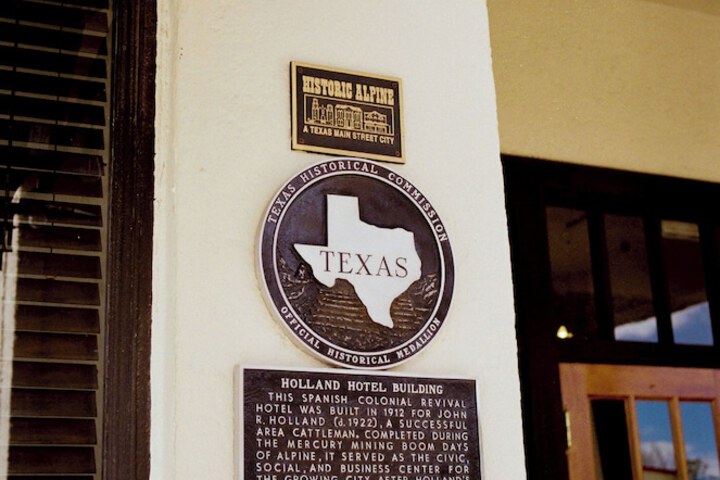 HISTORIC ALPINE
A TEXAS MAIN STREET CITY
TEXAS HISTORICAL COMMISSION
TEXAS
OFFICIAL HISTORICAL MEDALLION
HOLLAND HOTEL BUILDING
THIS SPANISH COLONIAL REVIVAL
HOTEL WAS BUILT IN 1912 FOR JOHN
R. HOLLAND (d. 1922), A SUCCESSFUL
AREA CATTLEMAN. COMPLETED DURING
THE MERCURY MINING BOOM DAYS
OF ALPINE, IT SERVED AS THE CIVIC,
SOCIAL, AND BUSINESS CENTER FOR
THE GROWING CITY. AFTER HOLLAND'S